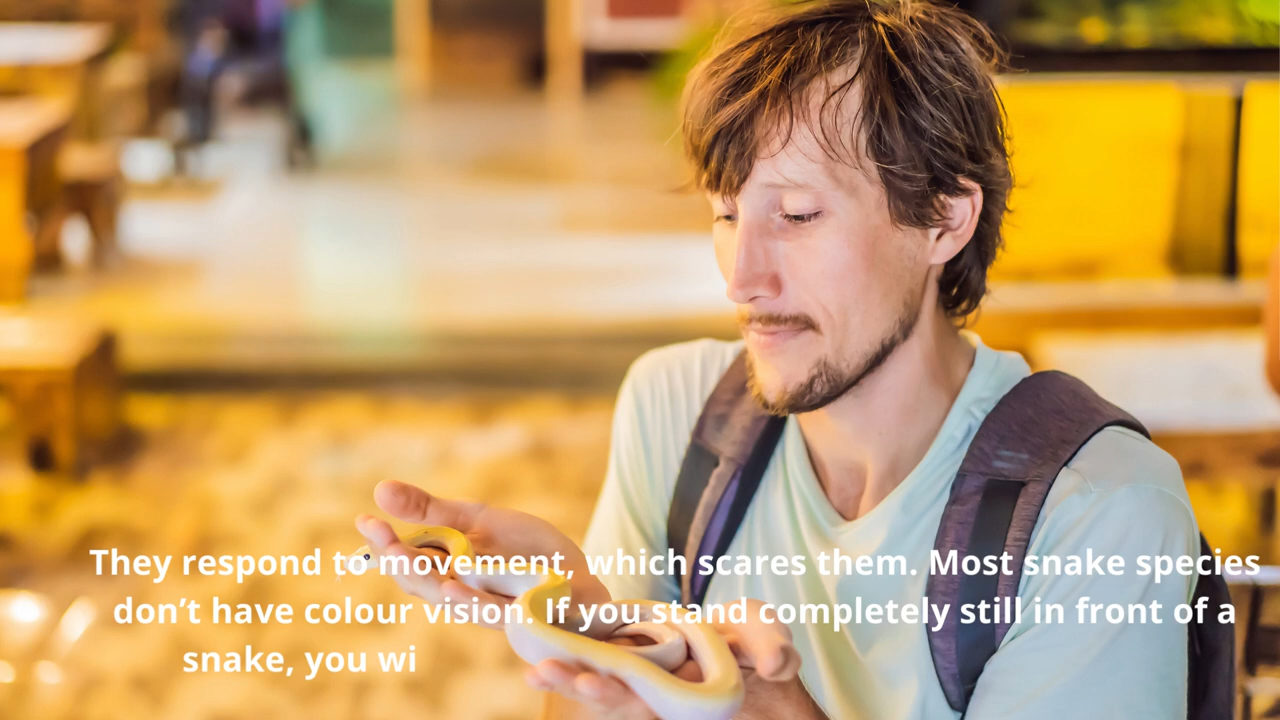 They respond to movement, which scares them. Most snake species
don’t have colour vision. If you stand completely still in front of a
snake, you wi